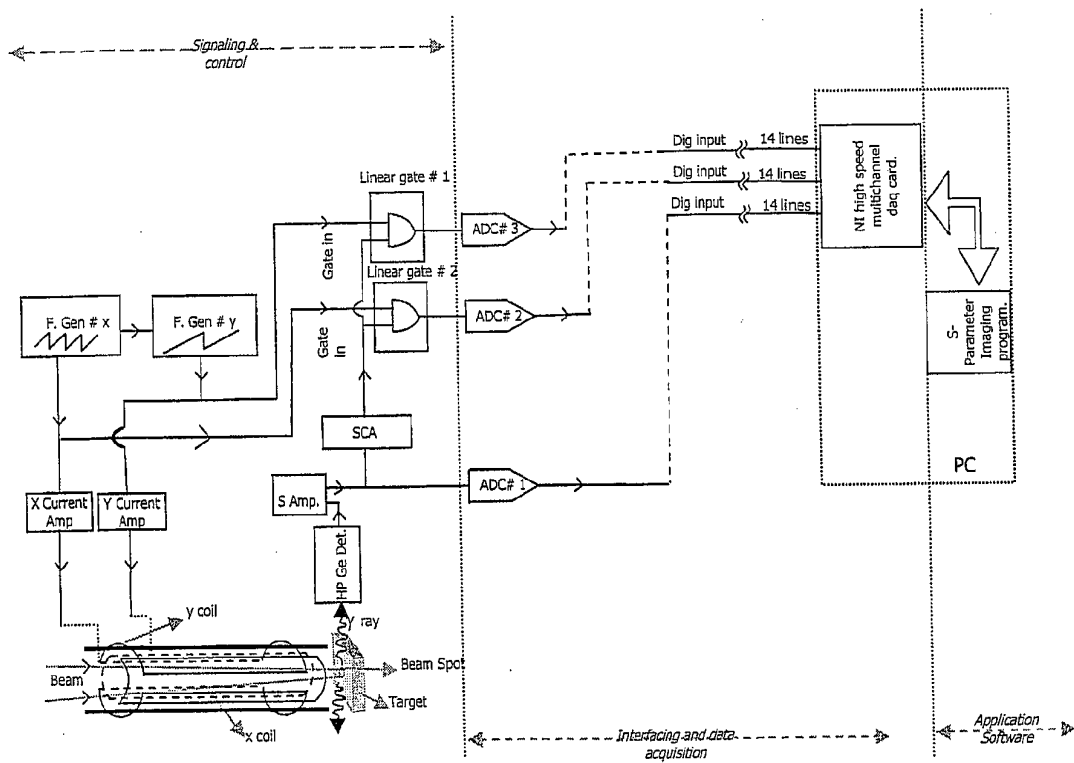 Signaling &
control
Dig input
14 lines
Dig input
14 lines
Dig input
14 lines
NI high speed
multichannel
daq card.
Linear gate # 1
Gate in
ADC# 3
Linear gate # 2
Gate
In
ADC# 2
F. Gen # x
F. Gen # y
S-
Parameter
Imaging
program.
SCA
PC
S Amp.
ADC# 1
X Current
Amp
Y Current
Amp
HP Ge Det.
y coil
γ ray
Beam
Beam Spot
Target
x coil
Interfacing and data
acquisition
Application
Software